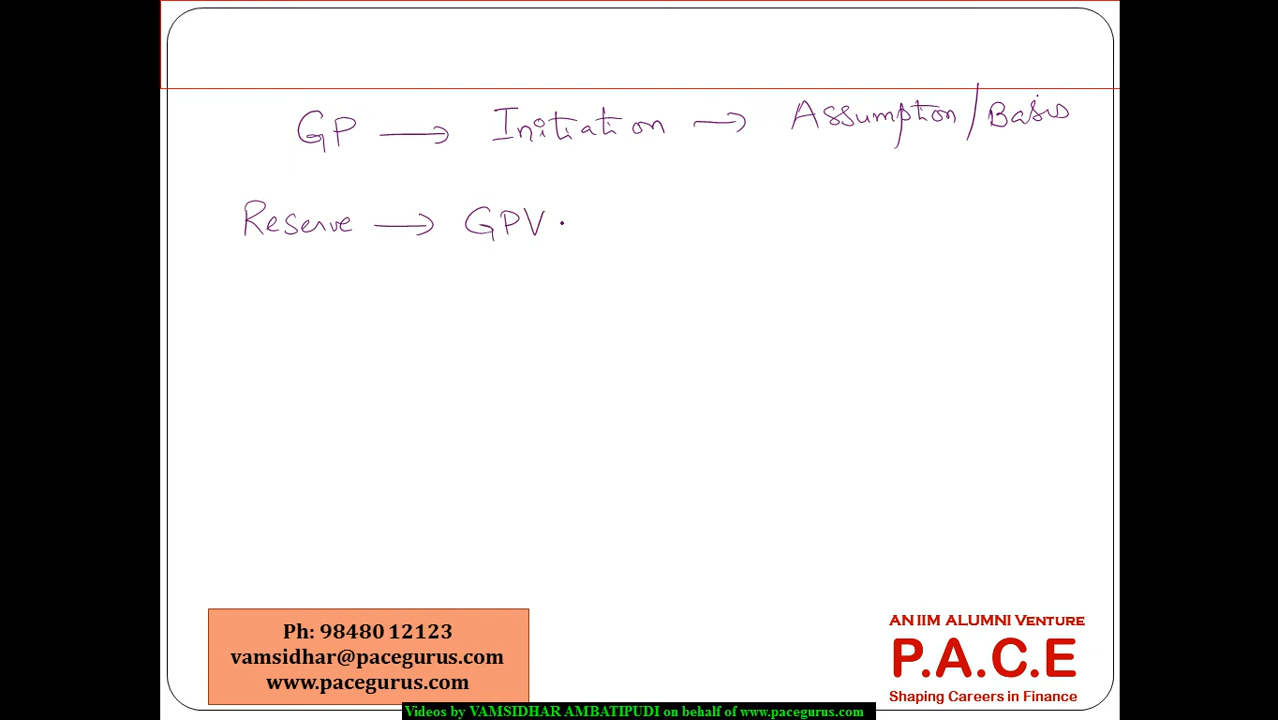 GP → Initiation → Assumption/Basis
Reserve → GPV .
Ph: 98480 12123
vamsidhar@pacegurus.com
www.pacegurus.com
AN IIM ALUMNI VENTURE
P.A.C.E
Shaping Careers in Finance
Videos by VAMSIDHAR AMBATIPUDI on behalf of www.pacegurus.com